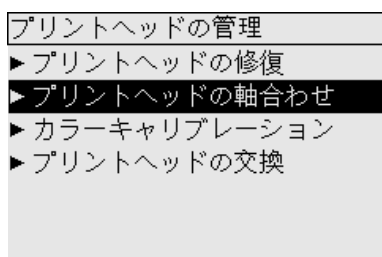 プリントヘッドの管理
▶プリントヘッドの修復
▶プリントヘッドの軸合わせ
▶カラーキャリブレーション
▶プリントヘッドの交換